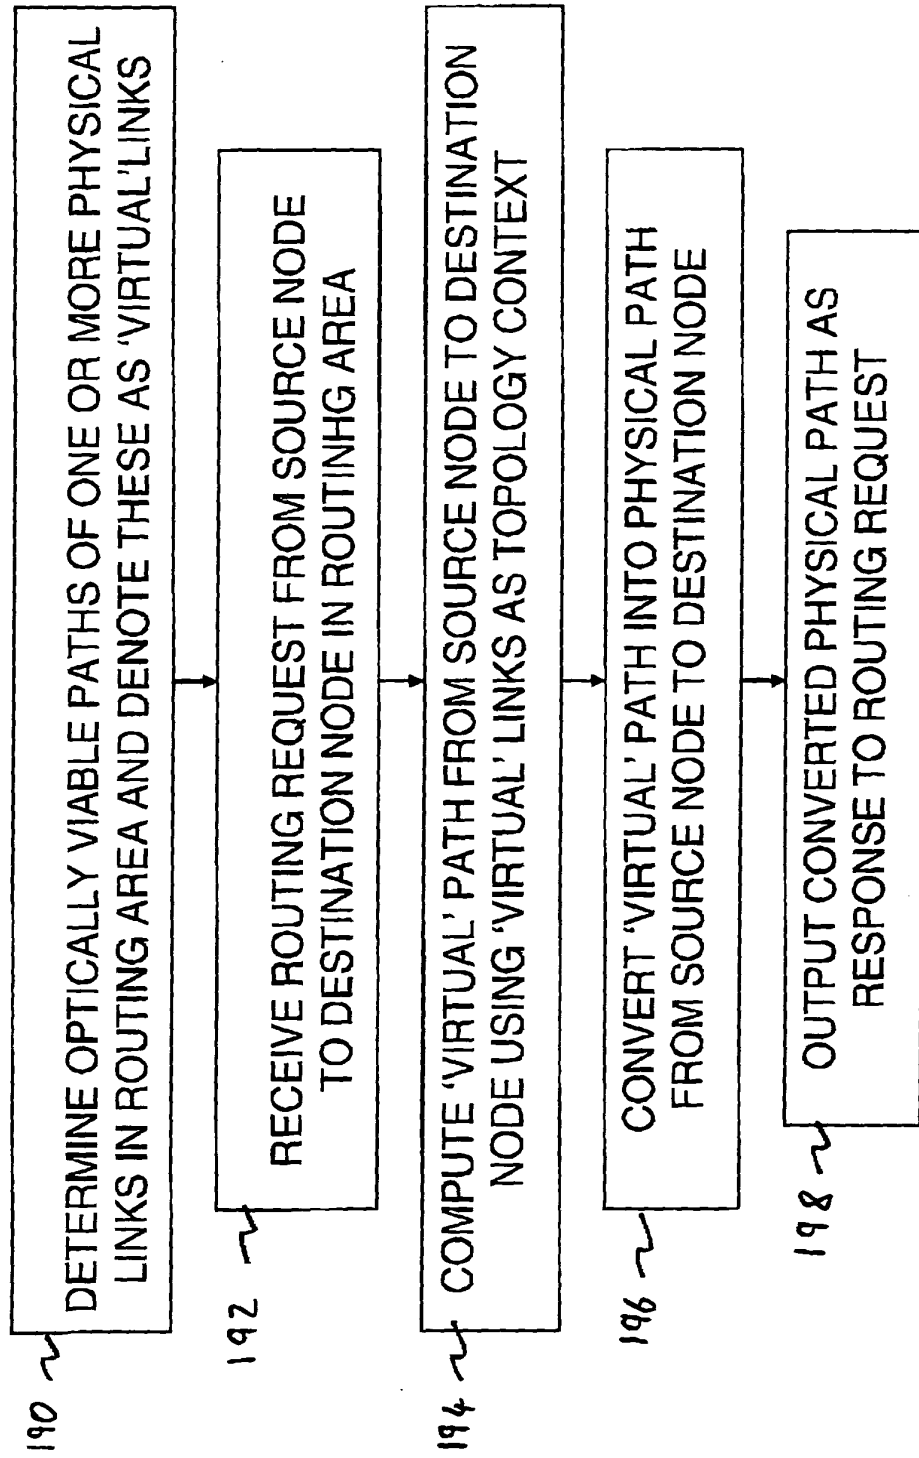 190
DETERMINE OPTICALLY VIABLE PATHS OF ONE OR MORE PHYSICAL
LINKS IN ROUTING AREA AND DENOTE THESE AS 'VIRTUAL'LINKS
192
RECEIVE ROUTING REQUEST FROM SOURCE NODE
TO DESTINATION NODE IN ROUTINHG AREA
194
COMPUTE 'VIRTUAL' PATH FROM SOURCE NODE TO DESTINATION
NODE USING 'VIRTUAL' LINKS AS TOPOLOGY CONTEXT
196
CONVERT 'VIRTUAL' PATH INTO PHYSICAL PATH
FROM SOURCE NODE TO DESTINATION NODE
198
OUTPUT CONVERTED PHYSICAL PATH AS
RESPONSE TO ROUTING REQUEST